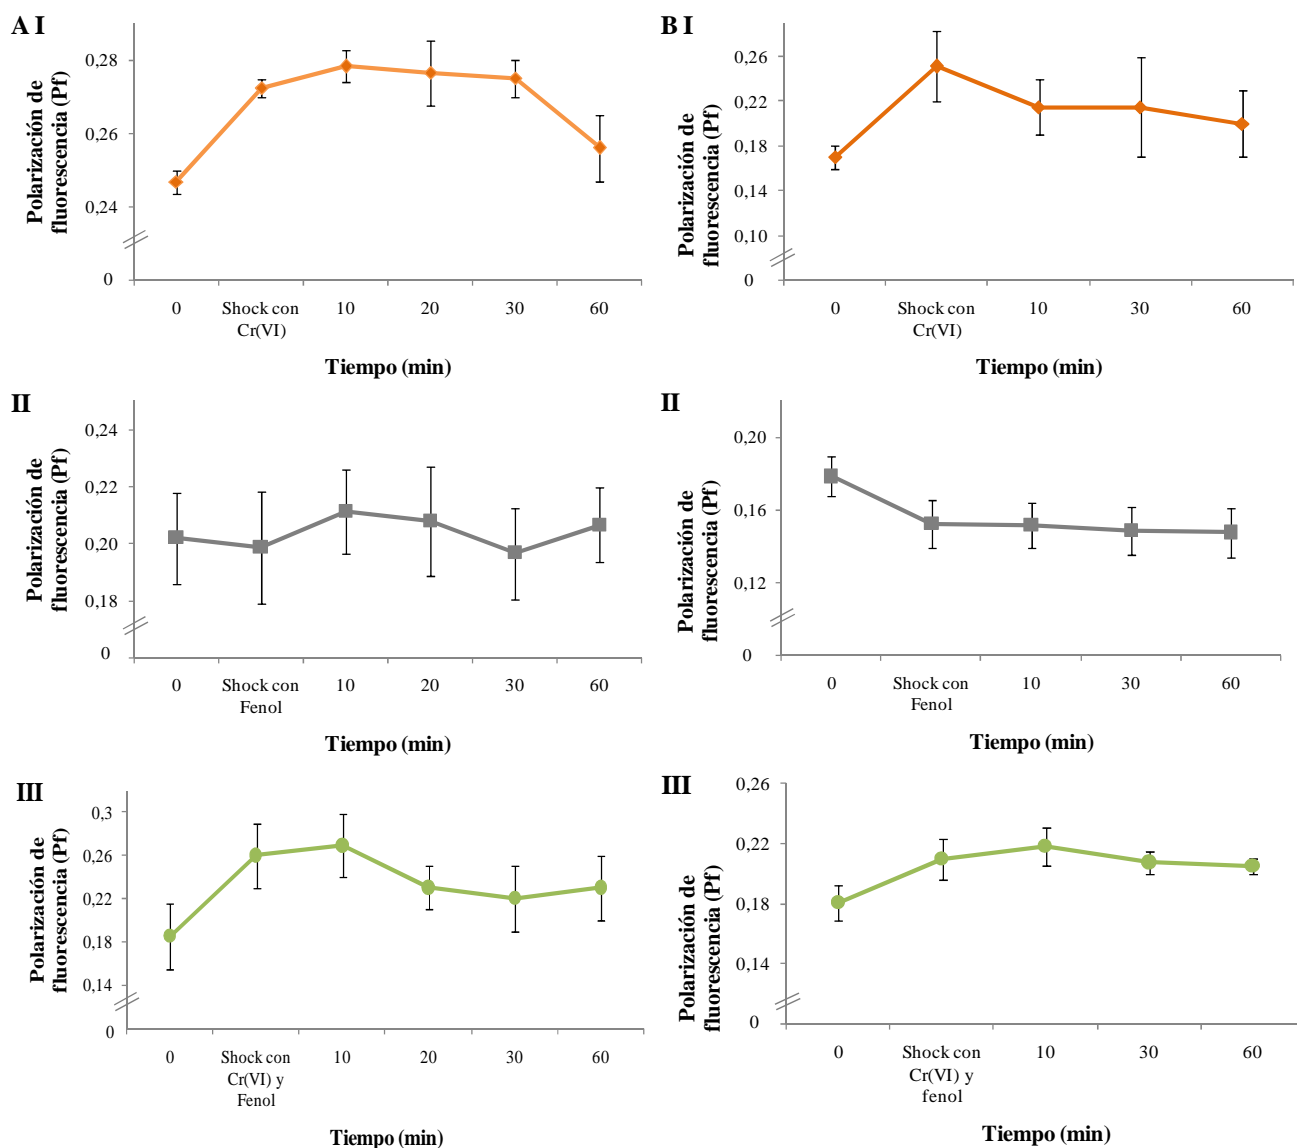 A I
Polarización de
fluorescencia (Pf)
0,28
0,26
0,24
0
0
Shock con
Cr(VI)
10
20
30
60
Tiempo (min)
B I
Polarización de
fluorescencia (Pf)
0,26
0,22
0,18
0,14
0,10
0
0
Shock con
Cr(VI)
10
30
60
Tiempo (min)
II
Polarización de
fluorescencia (Pf)
0,24
0,22
0,20
0,18
0
0
Shock con
Fenol
10
20
30
60
Tiempo (min)
II
Polarización de
fluorescencia (Pf)
0,20
0,16
0,12
0
0
Shock con
Fenol
10
30
60
Tiempo (min)
III
Polarización de
fluorescencia (Pf)
0,3
0,26
0,22
0,18
0,14
0
0
Shock con
Cr(VI) y
Fenol
10
20
30
60
Tiempo (min)
III
Polarización de
fluorescencia (Pf)
0,26
0,22
0,18
0,14
0
0
Shock con
Cr(VI) y
fenol
10
30
60
Tiempo (min)